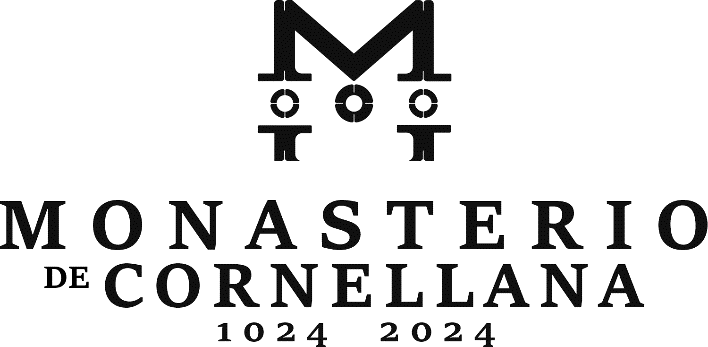 M
MONASTERIO
DE CORNELLANA
1024 2024